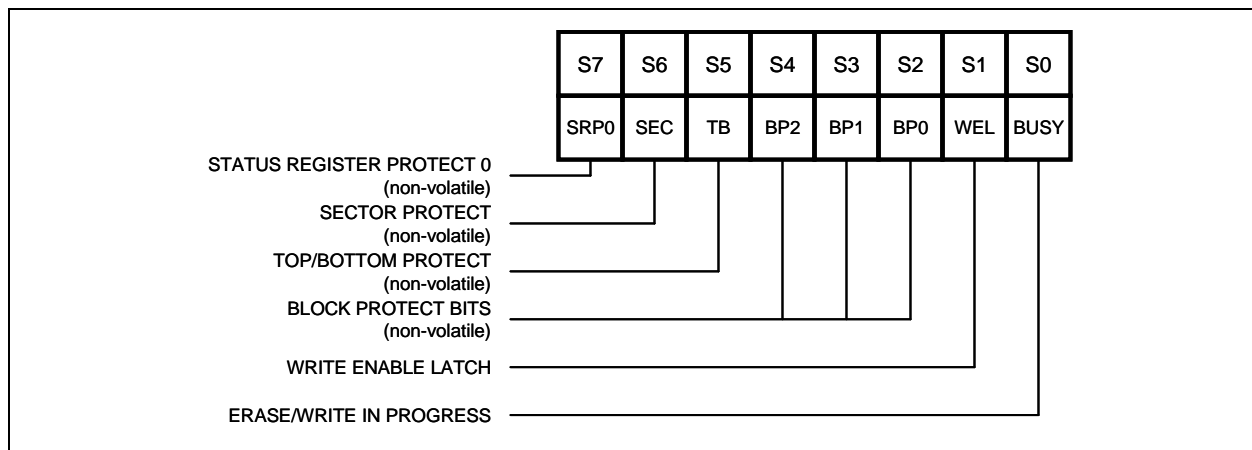 S7 S6 S5 S4 S3 S2 S1 S0
SRP0 SEC TB BP2 BP1 BP0 WEL BUSY
STATUS REGISTER PROTECT 0
(non-volatile)
SECTOR PROTECT
(non-volatile)
TOP/BOTTOM PROTECT
(non-volatile)
BLOCK PROTECT BITS
(non-volatile)
WRITE ENABLE LATCH
ERASE/WRITE IN PROGRESS